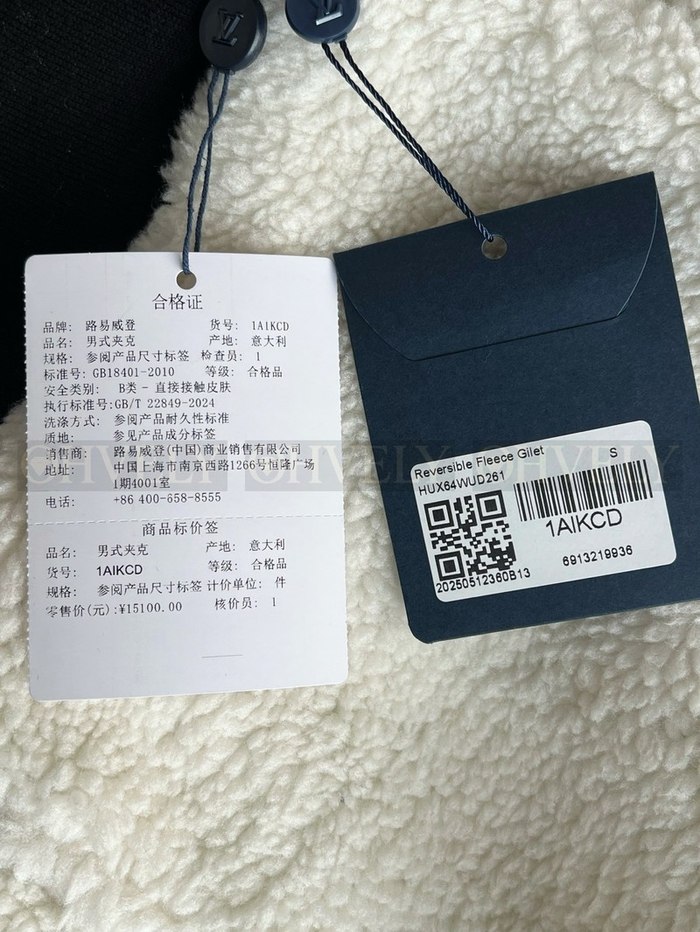 合格证
品牌: 路易威登 货号: 1AIKCD
品名: 男式夹克 产地: 意大利
规格: 参阅产品尺寸标签 检查员: 1
标准号: GB18401-2010 等级: 合格品
安全类别: B类 - 直接接触皮肤
执行标准号:GB/T 22849-2024
洗涤方式: 参阅产品耐久性标准
质地: 参见产品成分标签
消售商: 路易威登(中国)商业销售有限公司
地址: 中国上海市南京西路1266号恒隆广场
1期4001室
电话: +86 400-658-8555
商品标价签
品名: 男式夹克 产地: 意大利
货号: 1AIKCD 等级: 合格品
规格: 参阅产品尺寸标签 计价单位: 件
零售价(元):¥15100.00 核价员: 1
LV
LV
Reversible Fleece Gilet S
HUX64WUD261
1AIKCD
6913219936
20250512360B13
OHVELY OHVELY